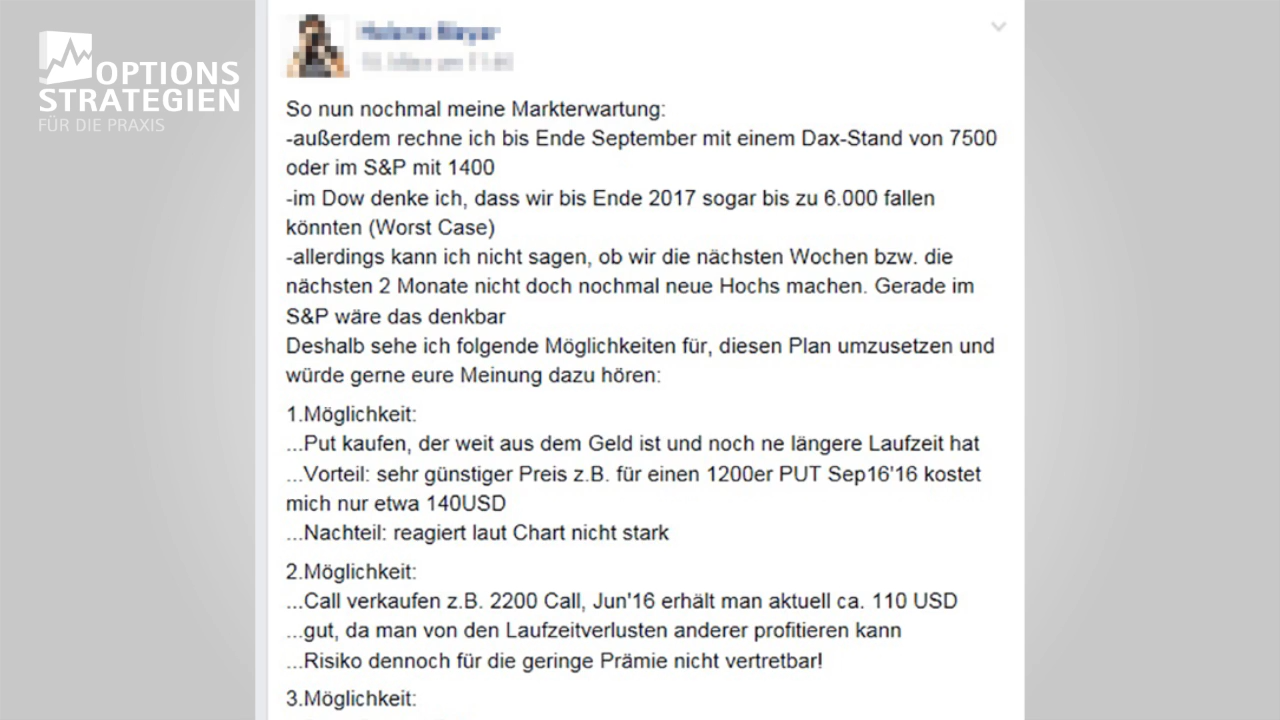 OPTIONS
STRATEGIEN
FÜR DIE PRAXIS
So nun nochmal meine Markterwartung:
-außerdem rechne ich bis Ende September mit einem Dax-Stand von 7500
oder im S&P mit 1400
-im Dow denke ich, dass wir bis Ende 2017 sogar bis zu 6.000 fallen
könnten (Worst Case)
-allerdings kann ich nicht sagen, ob wir die nächsten Wochen bzw. die
nächsten 2 Monate nicht doch nochmal neue Hochs machen. Gerade im
S&P wäre das denkbar
Deshalb sehe ich folgende Möglichkeiten für, diesen Plan umzusetzen und
würde gerne eure Meinung dazu hören:
1.Möglichkeit:
...Put kaufen, der weit aus dem Geld ist und noch ne längere Laufzeit hat
...Vorteil: sehr günstiger Preis z.B. für einen 1200er PUT Sep16'16 kostet
mich nur etwa 140USD
...Nachteil: reagiert laut Chart nicht stark
2.Möglichkeit:
...Call verkaufen z.B. 2200 Call, Jun'16 erhält man aktuell ca. 110 USD
...gut, da man von den Laufzeitverlusten anderer profitieren kann
...Risiko dennoch für die geringe Prämie nicht vertretbar!
3.Möglichkeit: